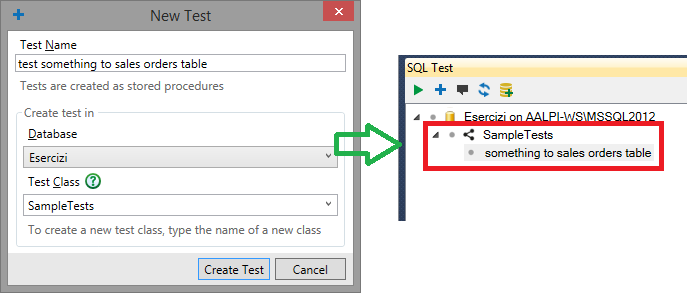 New Test
Test Name
test something to sales orders table
Tests are created as stored procedures
Create test in
Database
Esercizi
Test Class
SampleTests
To create a new test class, type the name of a new class
Create Test
Cancel
SQL Test
Esercizi on AALPI-WS\MSSQL2012
SampleTests
something to sales orders table